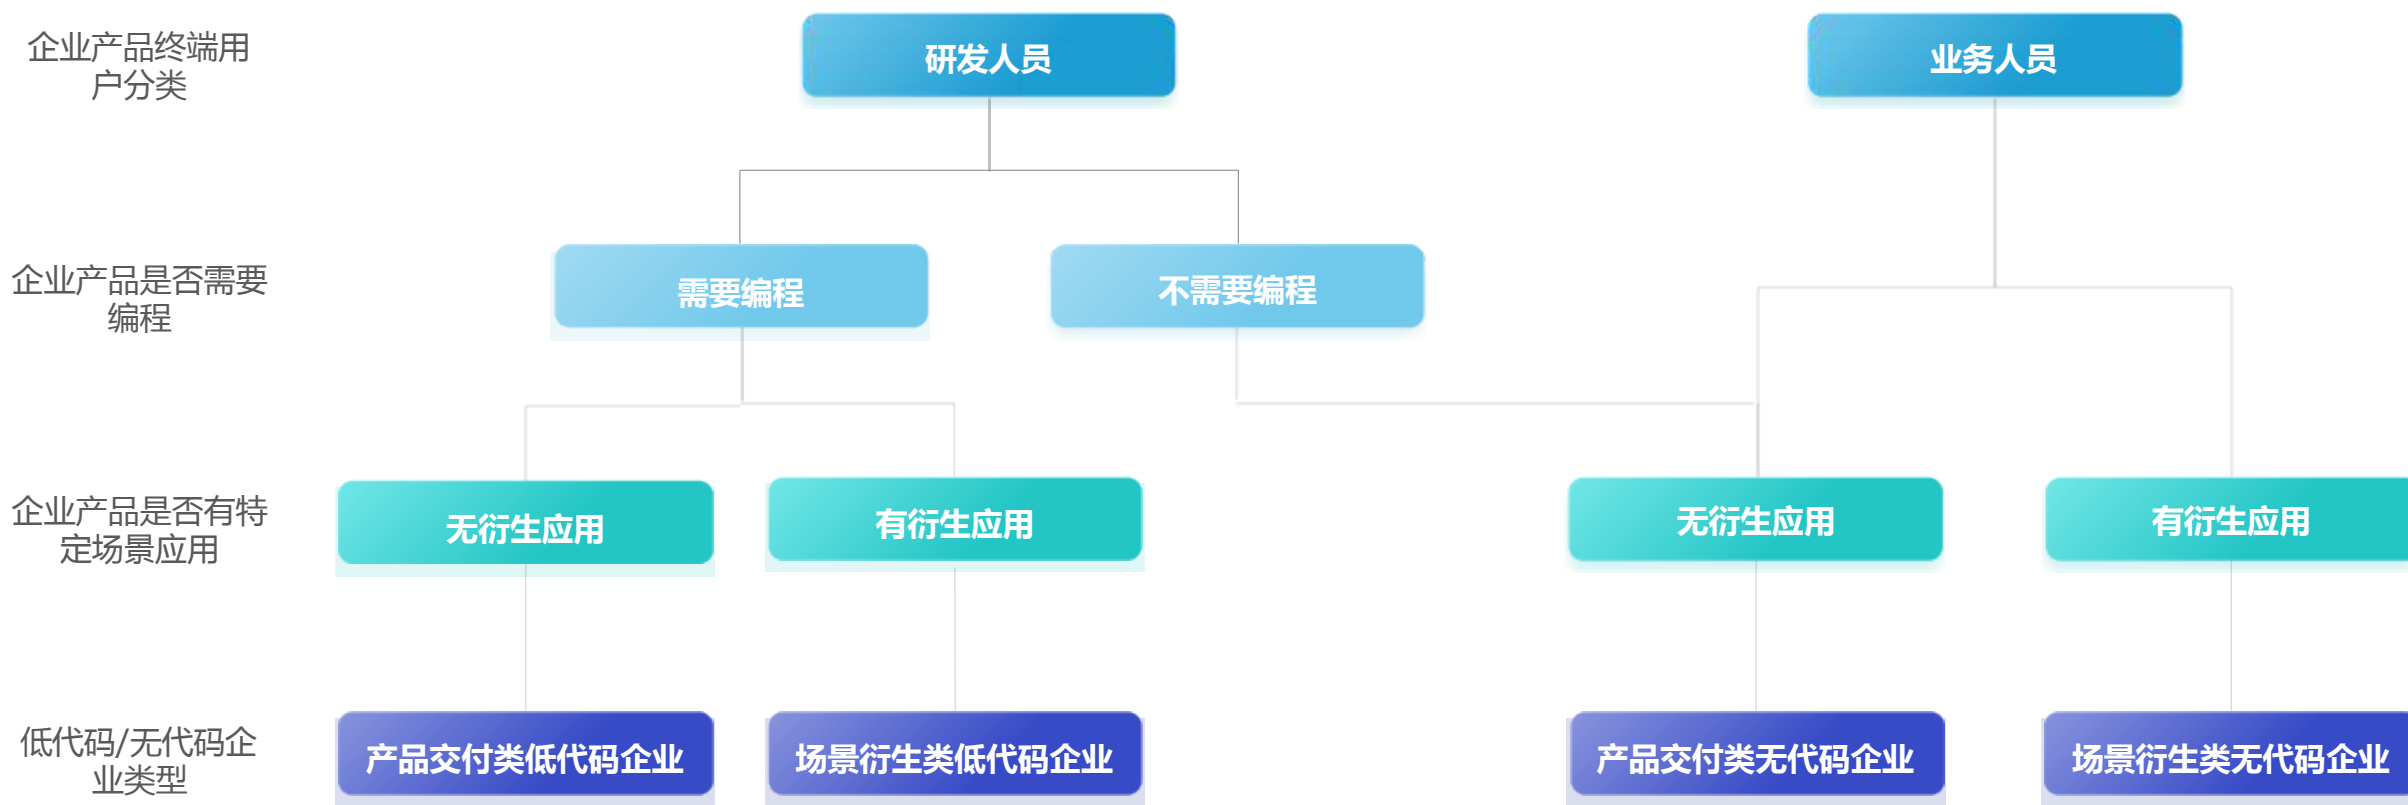 企业产品终端用
户分类
研发人员
业务人员
企业产品是否需要
编程
需要编程
不需要编程
企业产品是否有特
定场景应用
无衍生应用
有衍生应用
无衍生应用
有衍生应用
低代码/无代码企
业类型
产品交付类低代码企业
场景衍生类低代码企业
产品交付类无代码企业
场景衍生类无代码企业